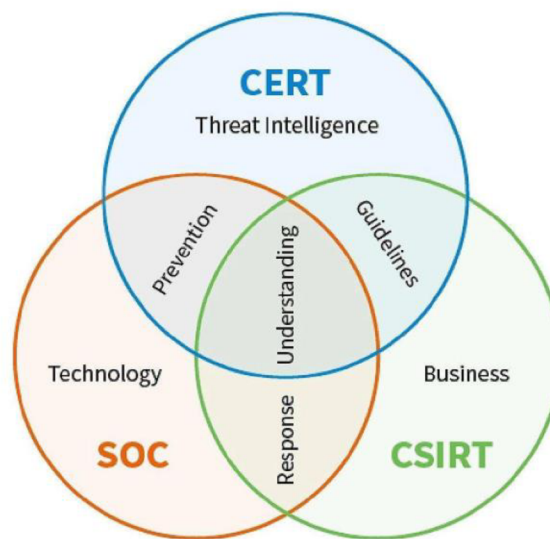 CERT
Threat Intelligence
Prevention
Guidelines
Understanding
Technology
Business
Response
SOC
CSIRT